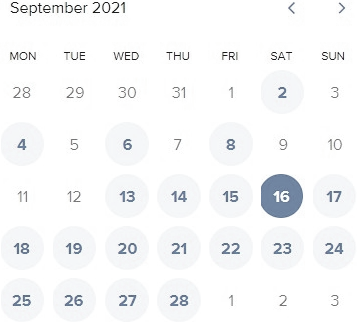 September 2021
MON TUE WED THU FRI SAT SUN
28 29 30 31 1 2 3
4 5 6 7 8 9 10
11 12 13 14 15 16 17
18 19 20 21 22 23 24
25 26 27 28 1 2 3